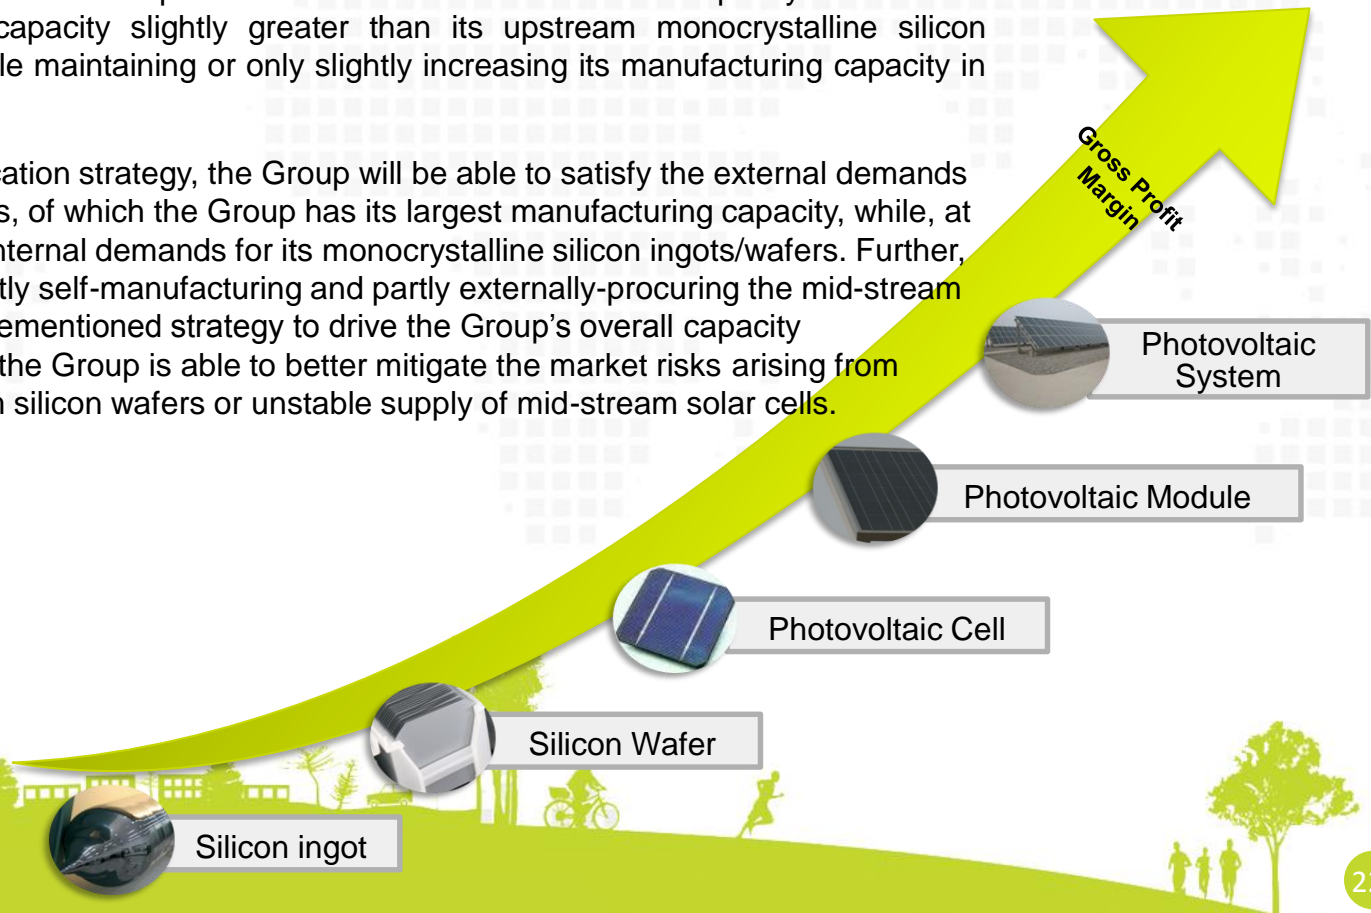 capacity slightly greater than its upstream monocrystalline silicon
maintaining or only slightly increasing its manufacturing capacity in
strategy, the Group will be able to satisfy the external demands
of which the Group has its largest manufacturing capacity, while, at
internal demands for its monocrystalline silicon ingots/wafers. Further,
self-manufacturing and partly externally-procuring the mid-stream
strategy to drive the Group's overall capacity
the Group is able to better mitigate the market risks arising from
silicon wafers or unstable supply of mid-stream solar cells.
Gross Profit
Margin
Photovoltaic
System
Photovoltaic Module
Photovoltaic Cell
Silicon Wafer
Silicon ingot